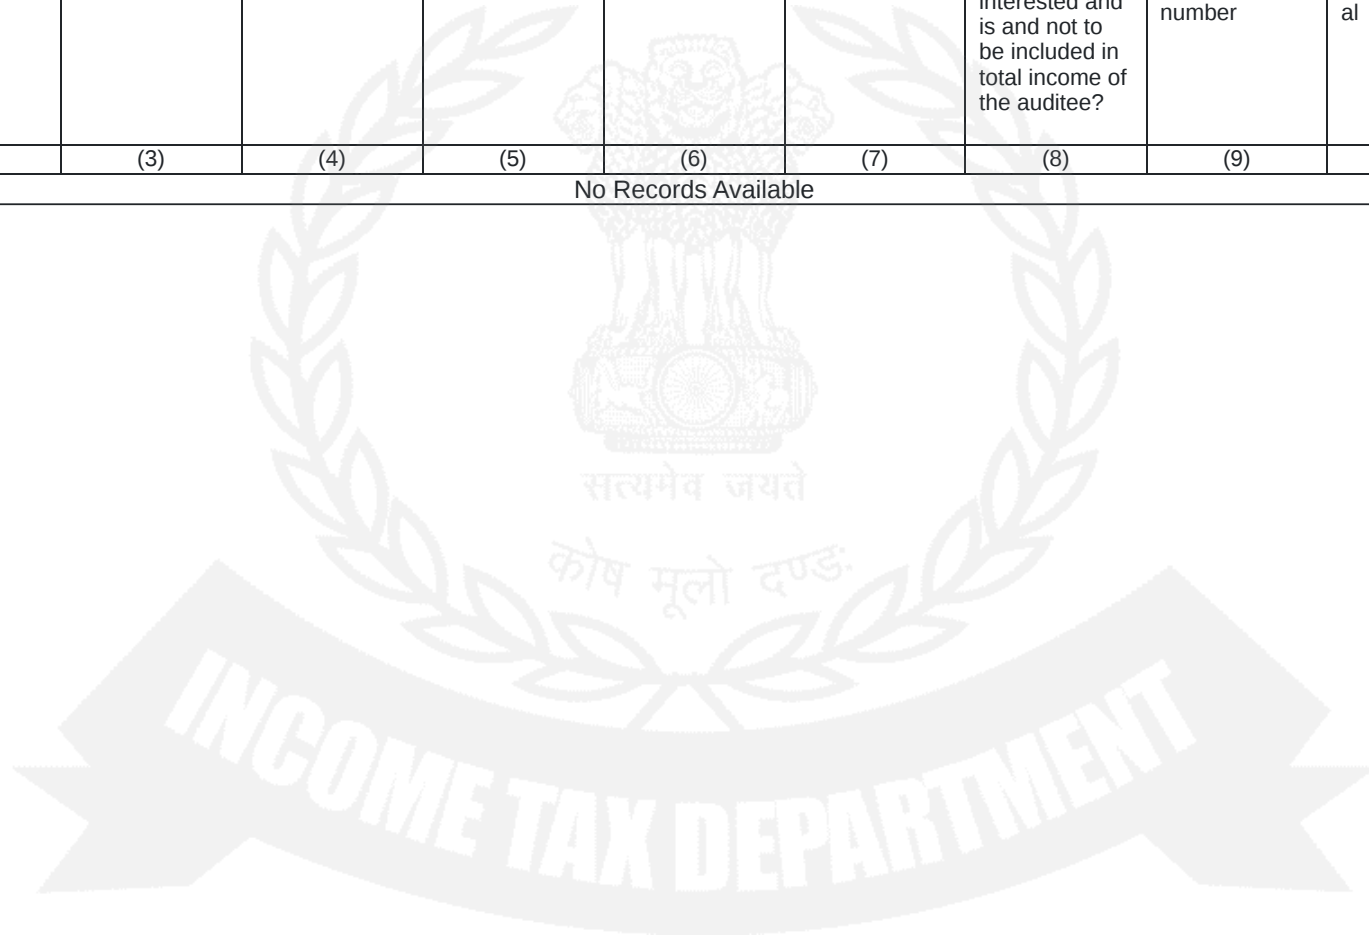 interested and
is and not to
be included in
total income of
the auditee?
number
al
(3) (4) (5) (6) (7) (8) (9)
No Records Available
सत्यमेव जयते
कोष मूलो दण्डः
INCOME TAX DEPARTMENT